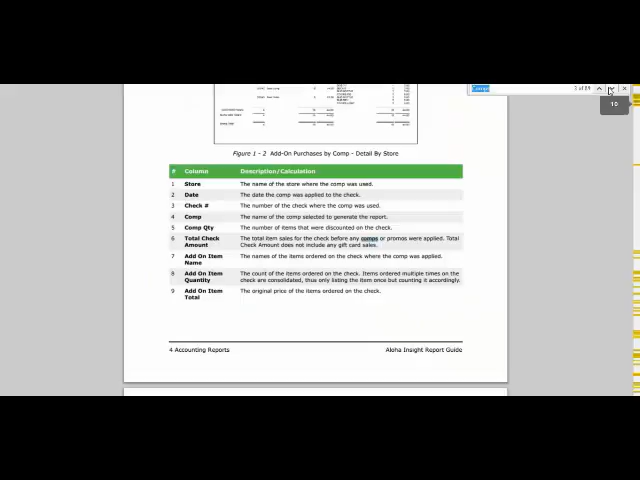 Comps
3 of 89
10
Figure 1 - 2 Add-On Purchases by Comp - Detail By Store
# Column Description/Calculation
1 Store The name of the store where the comp was used.
2 Date The date the comp was applied to the check.
3 Check # The number of the check where the comp was used.
4 Comp The name of the comp selected to generate the report.
5 Comp Qty The number of items that were discounted on the check.
6 Total Check The total item sales for the check before any comps or promos were applied. Total
Amount Check Amount does not include any gift card sales.
7 Add On Item The names of the items ordered on the check where the comp was applied.
Name
8 Add On Item The count of the items ordered on the check. Items ordered multiple times on the
Quantity check are consolidated, thus only listing the item once but counting it accordingly.
9 Add On Item The original price of the items ordered on the check.
Total
4 Accounting Reports Aloha Insight Report Guide